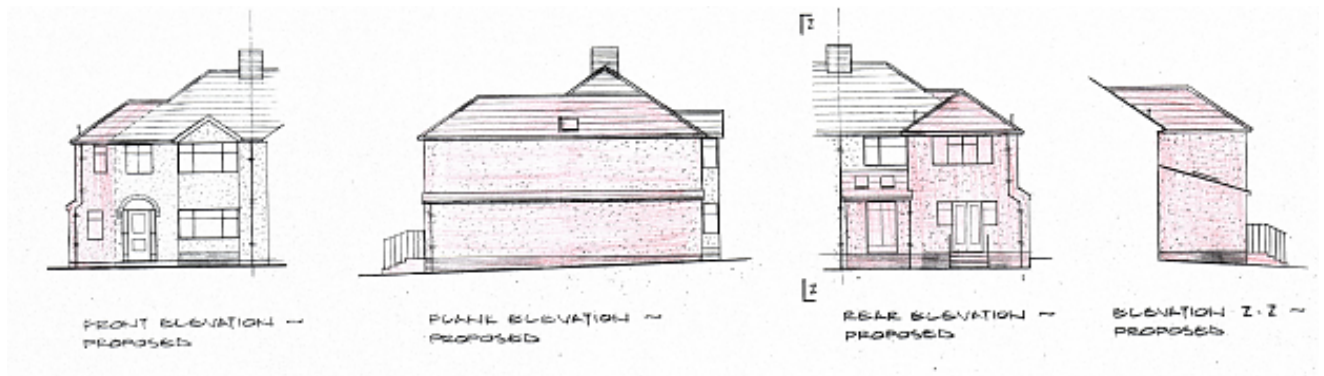 Z
Z
FRONT ELEVATION ~
PROPOSED
FLANK ELEVATION ~
PROPOSED
REAR ELEVATION ~
PROPOSED
ELEVATION Z-Z ~
PROPOSED